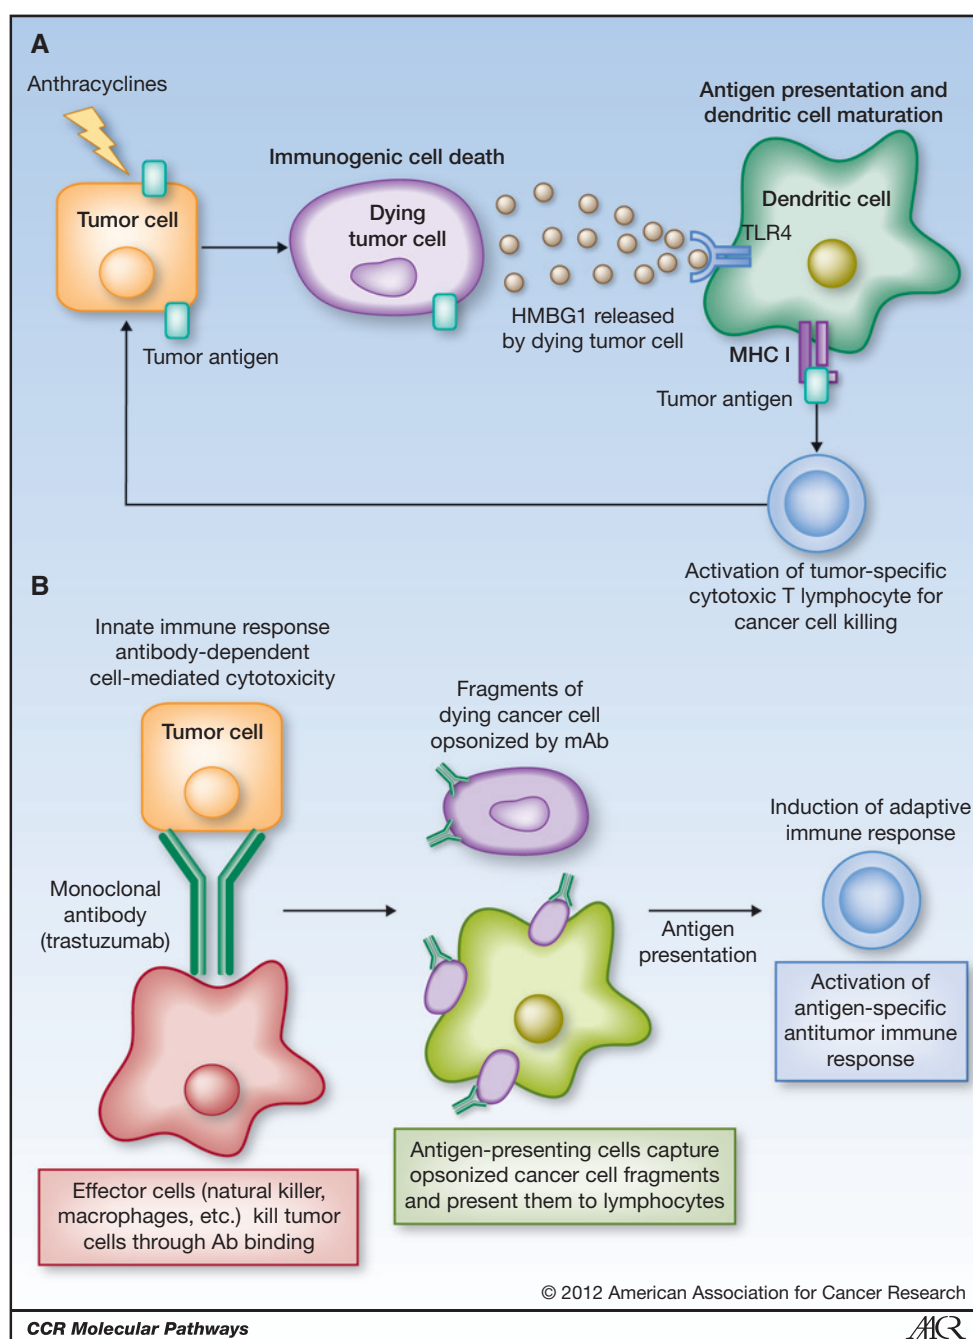 A
Anthracyclines
Tumor cell
Tumor antigen
Immunogenic cell death
Dying
tumor cell
HMBG1 released
by dying tumor cell
Antigen presentation and
dendritic cell maturation
Dendritic cell
TLR4
MHC I
Tumor antigen
Activation of tumor-specific
cytotoxic T lymphocyte for
cancer cell killing
B
Innate immune response
antibody-dependent
cell-mediated cytotoxicity
Tumor cell
Monoclonal
antibody
(trastuzumab)
Effector cells (natural killer,
macrophages, etc.) kill tumor
cells through Ab binding
Fragments of
dying cancer cell
opsonized by mAb
Antigen-presenting cells capture
opsonized cancer cell fragments
and present them to lymphocytes
Antigen
presentation
Induction of adaptive
immune response
Activation of
antigen-specific
antitumor immune
response
© 2012 American Association for Cancer Research
CCR Molecular Pathways
AACR